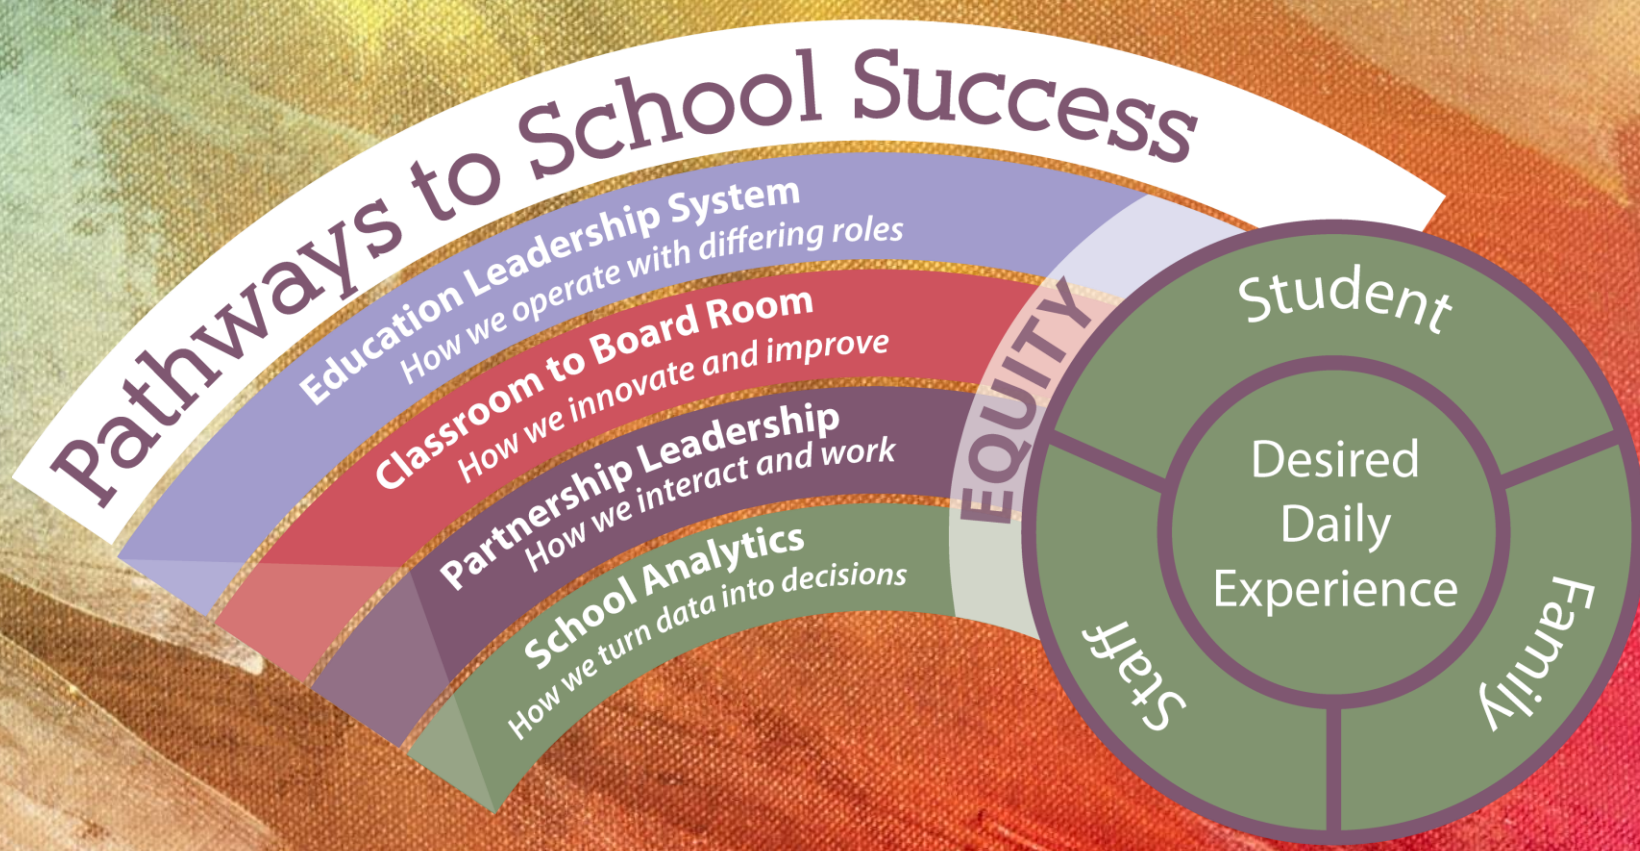 Pathways to School Success
Education Leadership System
How we operate with differing roles
Classroom to Board Room
How we innovate and improve
Partnership Leadership
How we interact and work
School Analytics
How we turn data into decisions
EQUITY
Student
Desired
Daily
Experience
Staff
Family